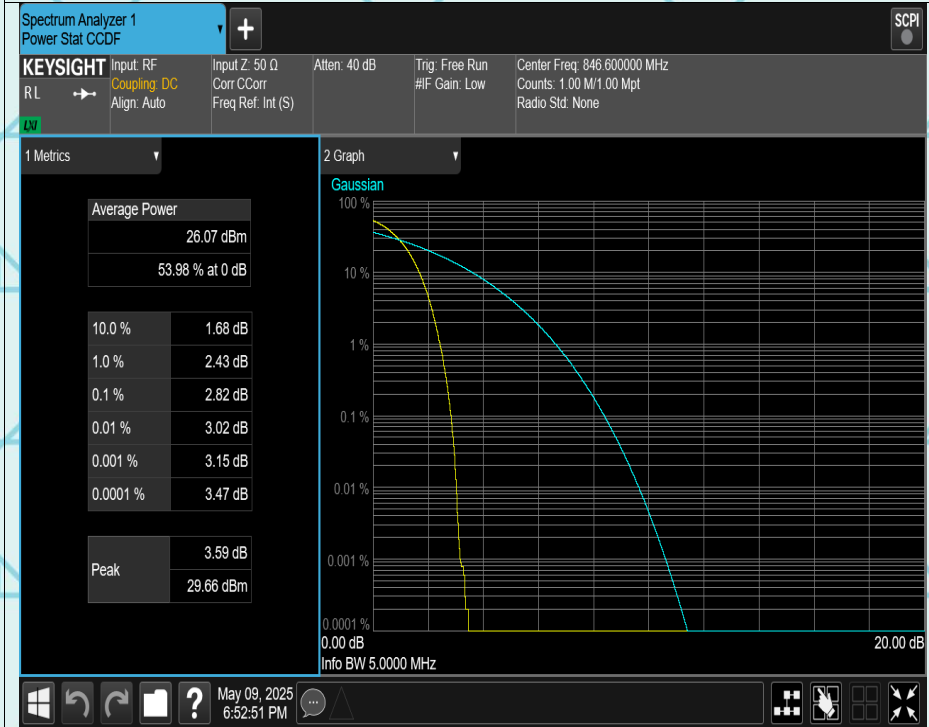 Spectrum Analyzer 1
Power Stat CCDF
+
SCPI
KEYSIGHT
RL
LXI
Input: RF
Coupling: DC
Align: Auto
Input Z: 50 Ω
Corr CCorr
Freq Ref: Int (S)
Atten: 40 dB
Trig: Free Run
#IF Gain: Low
Center Freq: 846.600000 MHz
Counts: 1.00 M/1.00 Mpt
Radio Std: None
1 Metrics
Average Power
26.07 dBm
53.98 % at 0 dB
10.0 % 1.68 dB
1.0 % 2.43 dB
0.1 % 2.82 dB
0.01 % 3.02 dB
0.001 % 3.15 dB
0.0001 % 3.47 dB
Peak
3.59 dB
29.66 dBm
2 Graph
Gaussian
100 %
10 %
1 %
0.1 %
0.01 %
0.001 %
0.0001 %
0.00 dB 20.00 dB
Info BW 5.0000 MHz
?
May 09, 2025
6:52:51 PM